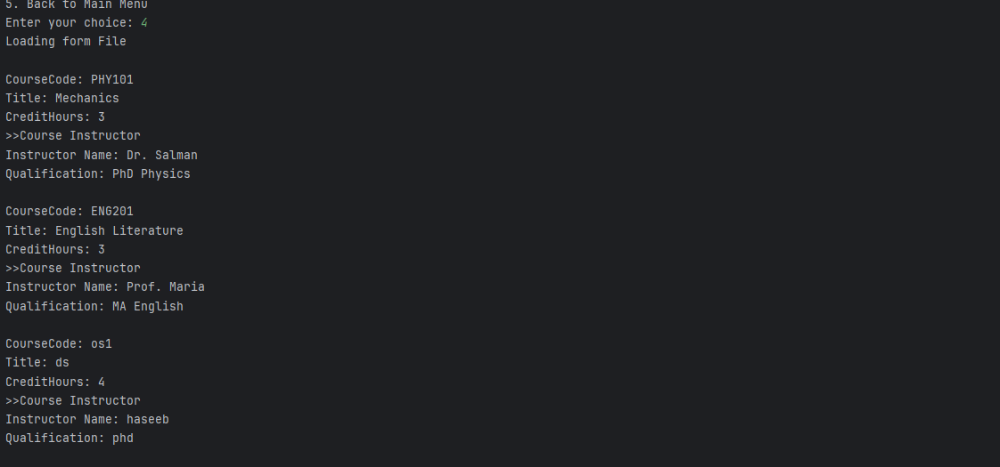 5. Back to Main Menu
Enter your choice: 4
Loading form File
CourseCode: PHY101
Title: Mechanics
CreditHours: 3
>>Course Instructor
Instructor Name: Dr. Salman
Qualification: PhD Physics
CourseCode: ENG201
Title: English Literature
CreditHours: 3
>>Course Instructor
Instructor Name: Prof. Maria
Qualification: MA English
CourseCode: os1
Title: ds
CreditHours: 4
>>Course Instructor
Instructor Name: haseeb
Qualification: phd